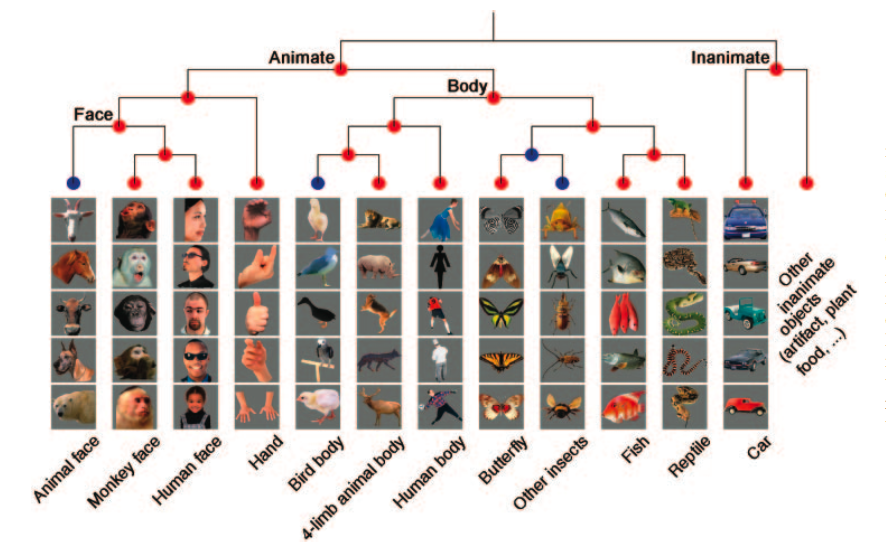 Animate
Inanimate
Body
Face
Animal face
Monkey face
Human face
Hand
Bird body
4-limb animal body
Human body
Butterfly
Other insects
Fish
Reptile
Car
Other
inanimate
objects
(artifact, plant
food, ...)